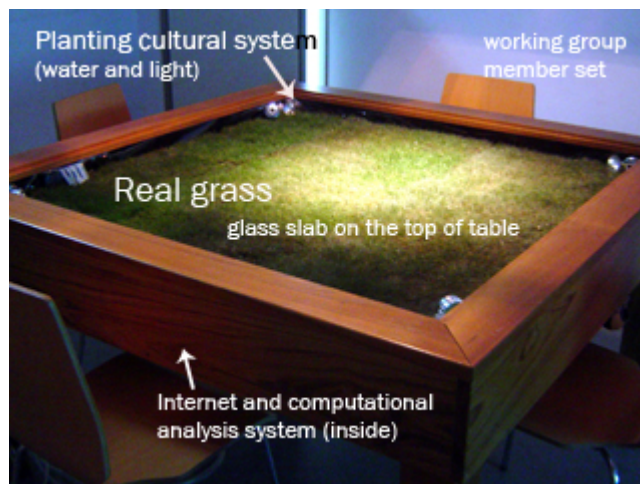 Planting cultural system
(water and light)
working group
member set
Real grass
glass slab on the top of table
Internet and computational
analysis system (inside)